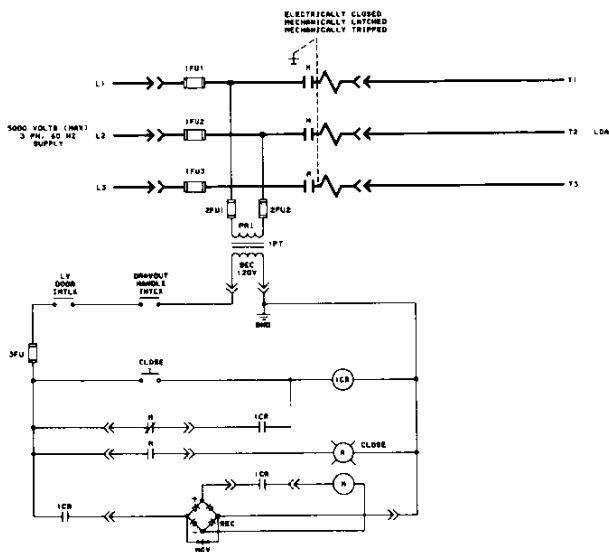 ELECTRICALLY CLOSED
MECHANICALLY LATCHED
MECHANICALLY TRIPPED
1FU1
M
L1
T1
5000 VOLTS (MAX)
3 PH, 60 HZ
SUPPLY
1FU2
M
L2
T2
LOA
1FU3
M
L3
T3
2FU1
2FU2
PRI
1PT
SEC
120V
LV
DOOR
INTLK
DRAWOUT
HANDLE
GND
3FU
CLOSE
1CR
M
1CR
M
R
CLOSE
1CR
M
1CR
REC
MOV